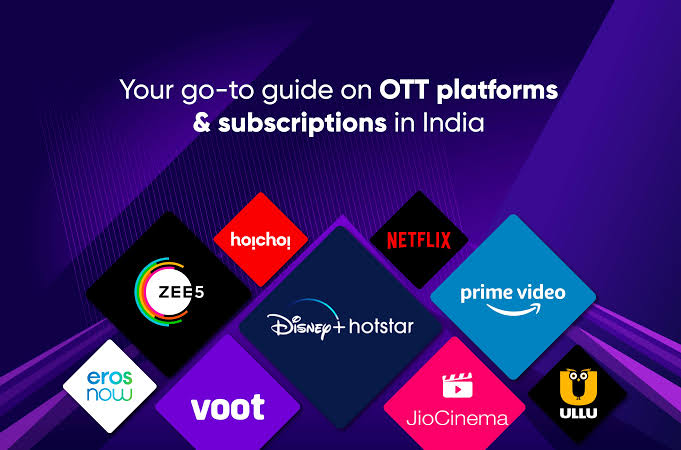 Your go-to guide on OTT platforms
& subscriptions in India
hoichoi
NETFLIX
ZEE5
prime video
Disney+ hotstar
eros
now
voot
JioCinema
ULLU